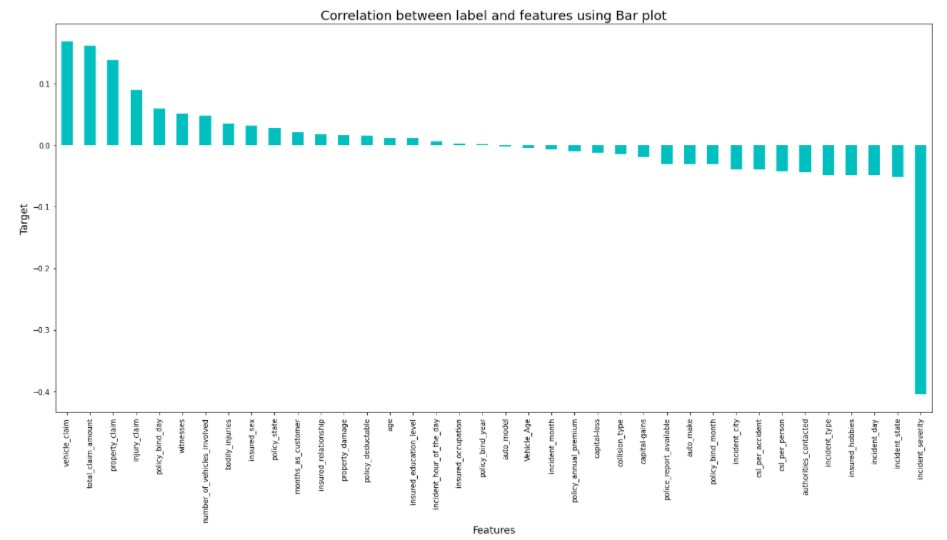 Correlation between label and features using Bar plot
0.1
0.0
−0.1
−0.2
−0.3
−0.4
Target
vehicle_claim
total_claim_amount
property_claim
injury_claim
policy_bind_day
witnesses
number_of_vehicles_involved
bodily_injuries
insured_sex
policy_state
months_as_customer
insured_relationship
property_damage
policy_deductable
age
insured_education_level
incident_hour_of_the_day
insured_occupation
policy_bind_year
auto_model
Vehicle_Age
incident_month
policy_annual_premium
capital-loss
collision_type
capital-gains
police_report_available
auto_make
policy_bind_month
incident_city
csl_per_accident
csl_per_person
authorities_contacted
incident_type
insured_hobbies
incident_day
incident_state
incident_severity
Features